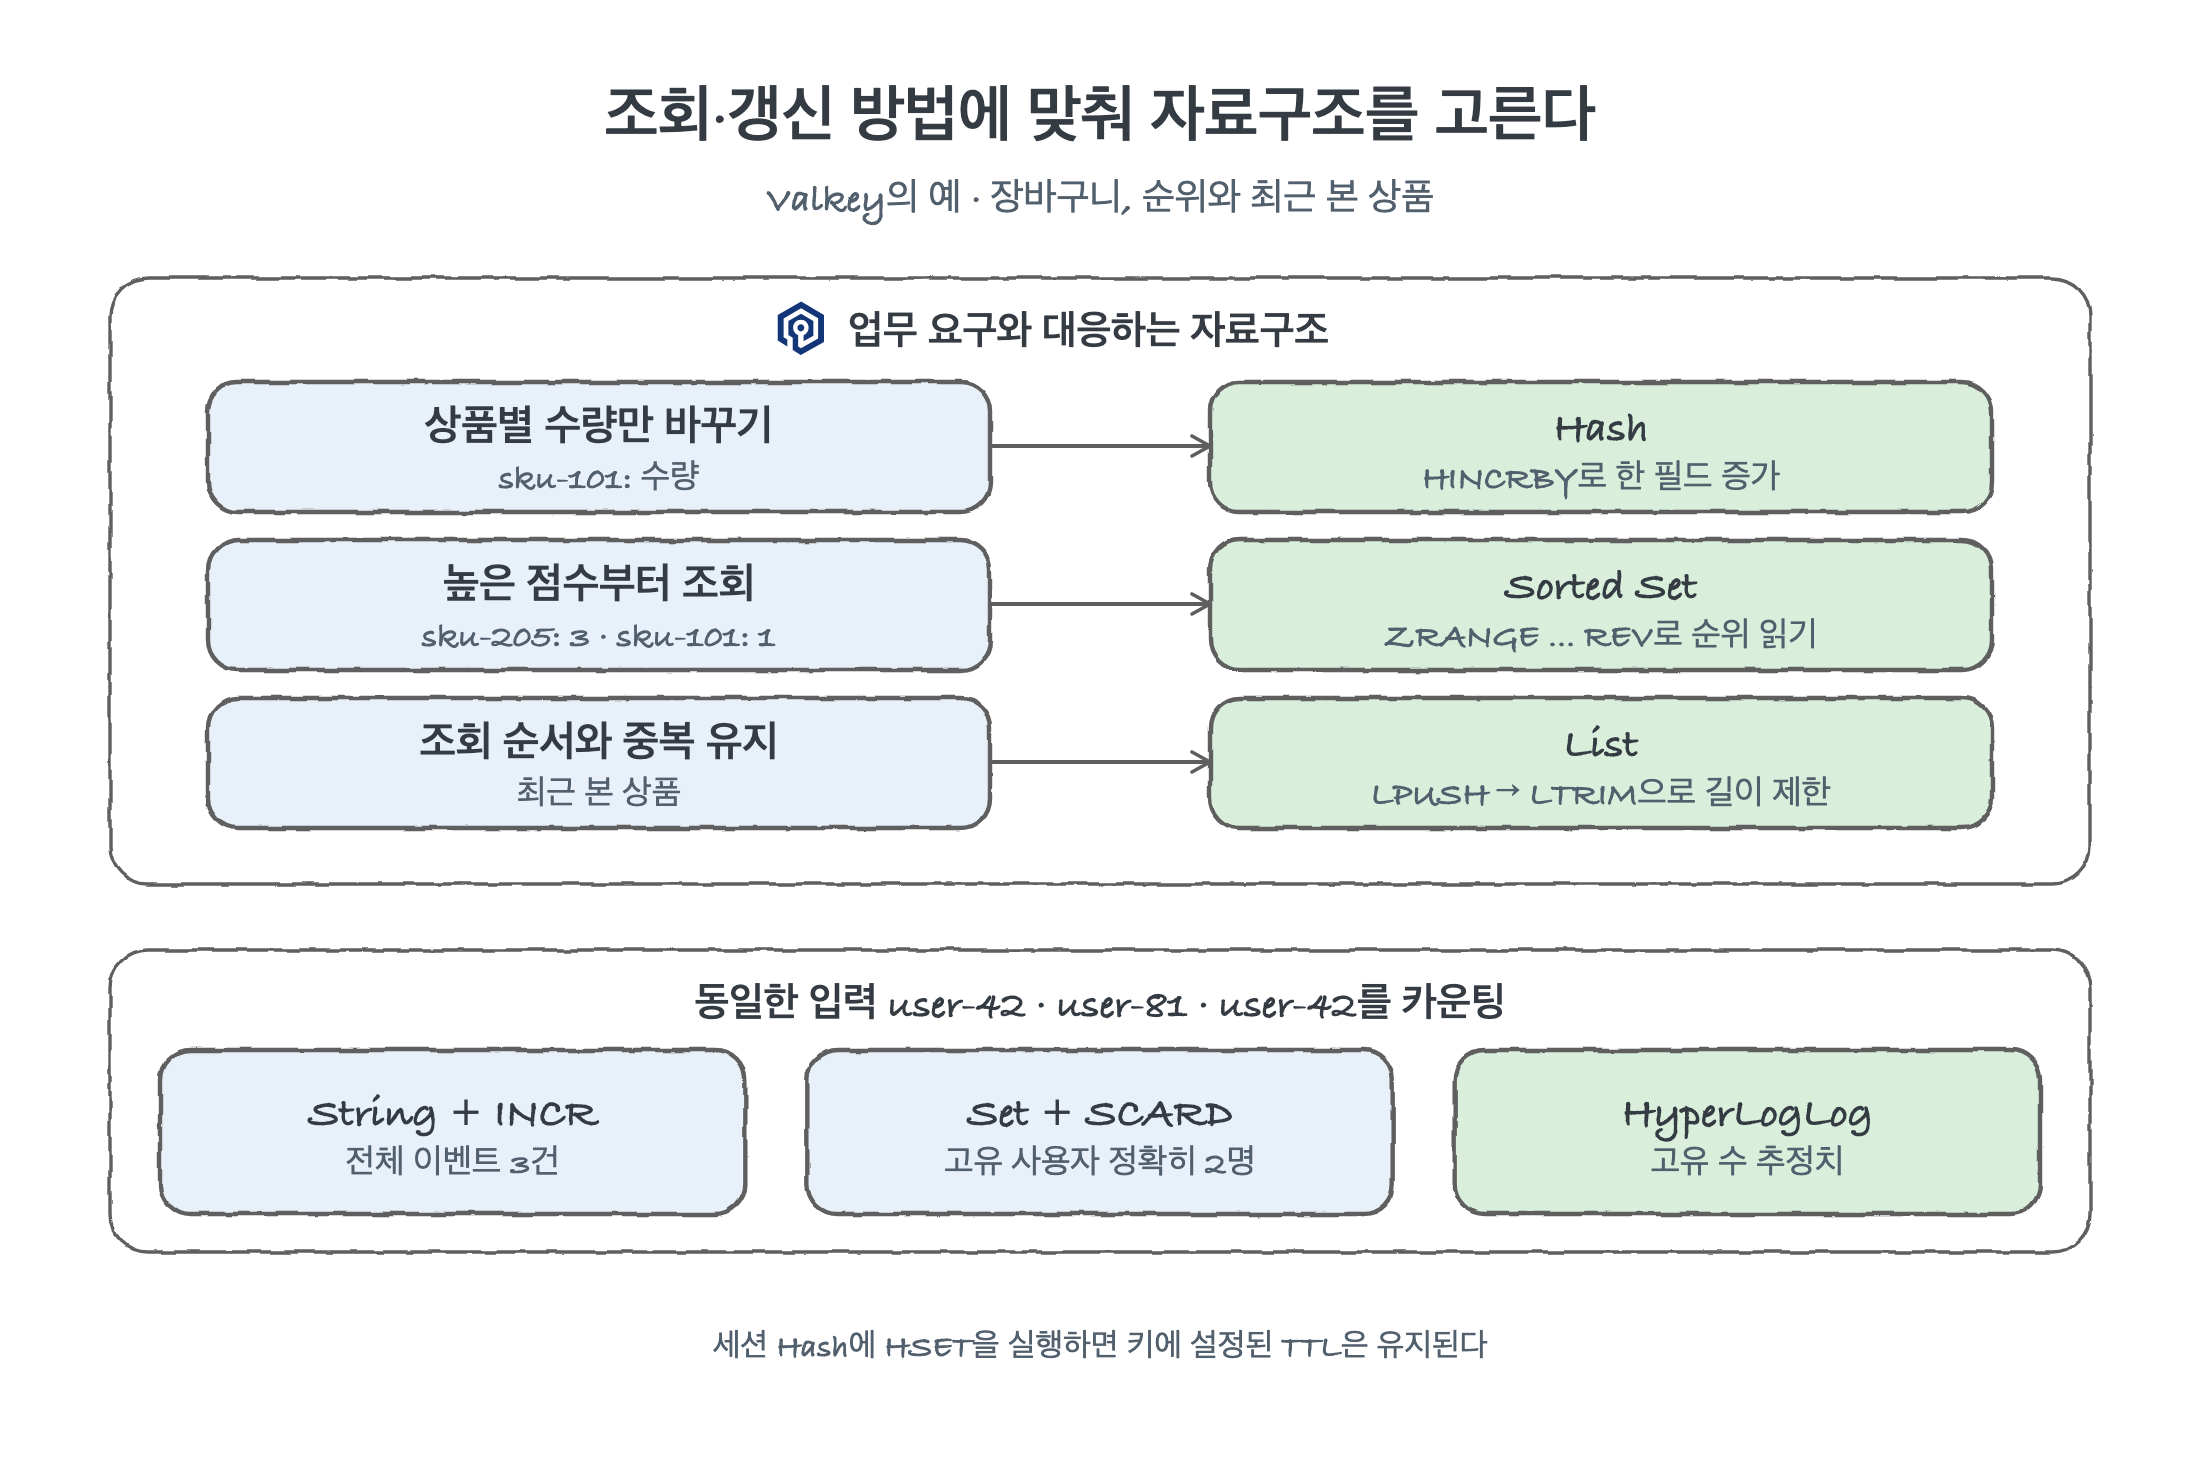 조회·갱신 방법에 맞춰 자료구조를 고른다
Valkey의 예 · 장바구니, 순위와 최근 본 상품
업무 요구와 대응하는 자료구조
상품별 수량만 바꾸기
sku-101: 수량
Hash
HINCRBY로 한 필드 증가
높은 점수부터 조회
sku-205: 3 · sku-101: 1
Sorted Set
ZRANGE ... REV로 순위 읽기
조회 순서와 중복 유지
최근 본 상품
List
LPUSH → LTRIM으로 길이 제한
동일한 입력 user-42 · user-81 · user-42를 카운팅
String + INCR
전체 이벤트 3건
Set + SCARD
고유 사용자 정확히 2명
HyperLogLog
고유 수 추정치
세션 Hash에 HSET을 실행하면 키에 설정된 TTL은 유지된다